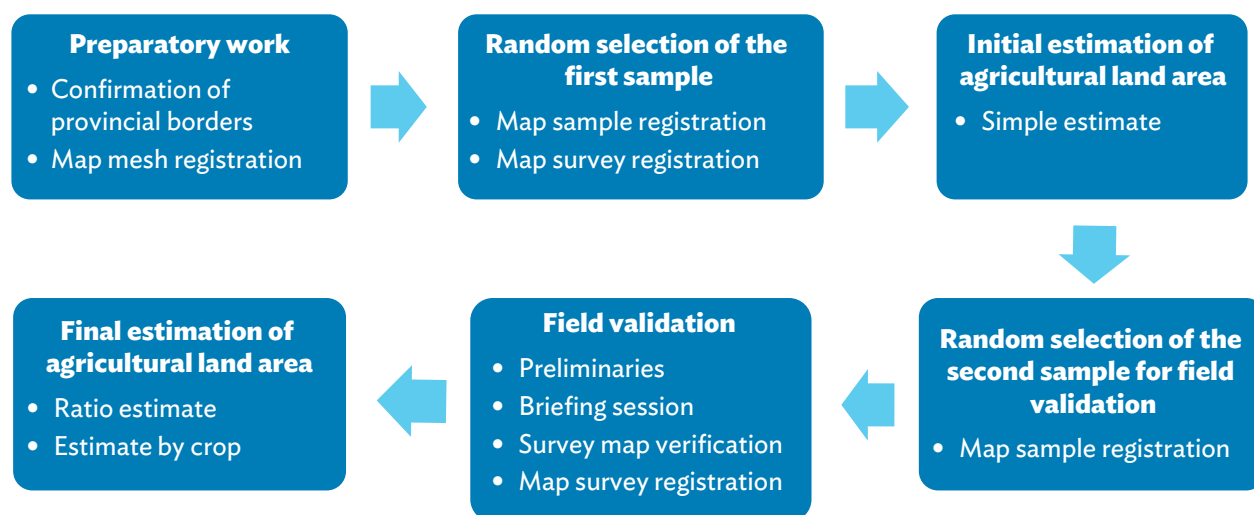 Preparatory work
• Confirmation of
provincial borders
• Map mesh registration
Random selection of the
first sample
• Map sample registration
• Map survey registration
Initial estimation of
agricultural land area
• Simple estimate
Random selection of the
second sample for field
validation
• Map sample registration
Field validation
• Preliminaries
• Briefing session
• Survey map verification
• Map survey registration
Final estimation of
agricultural land area
• Ratio estimate
• Estimate by crop